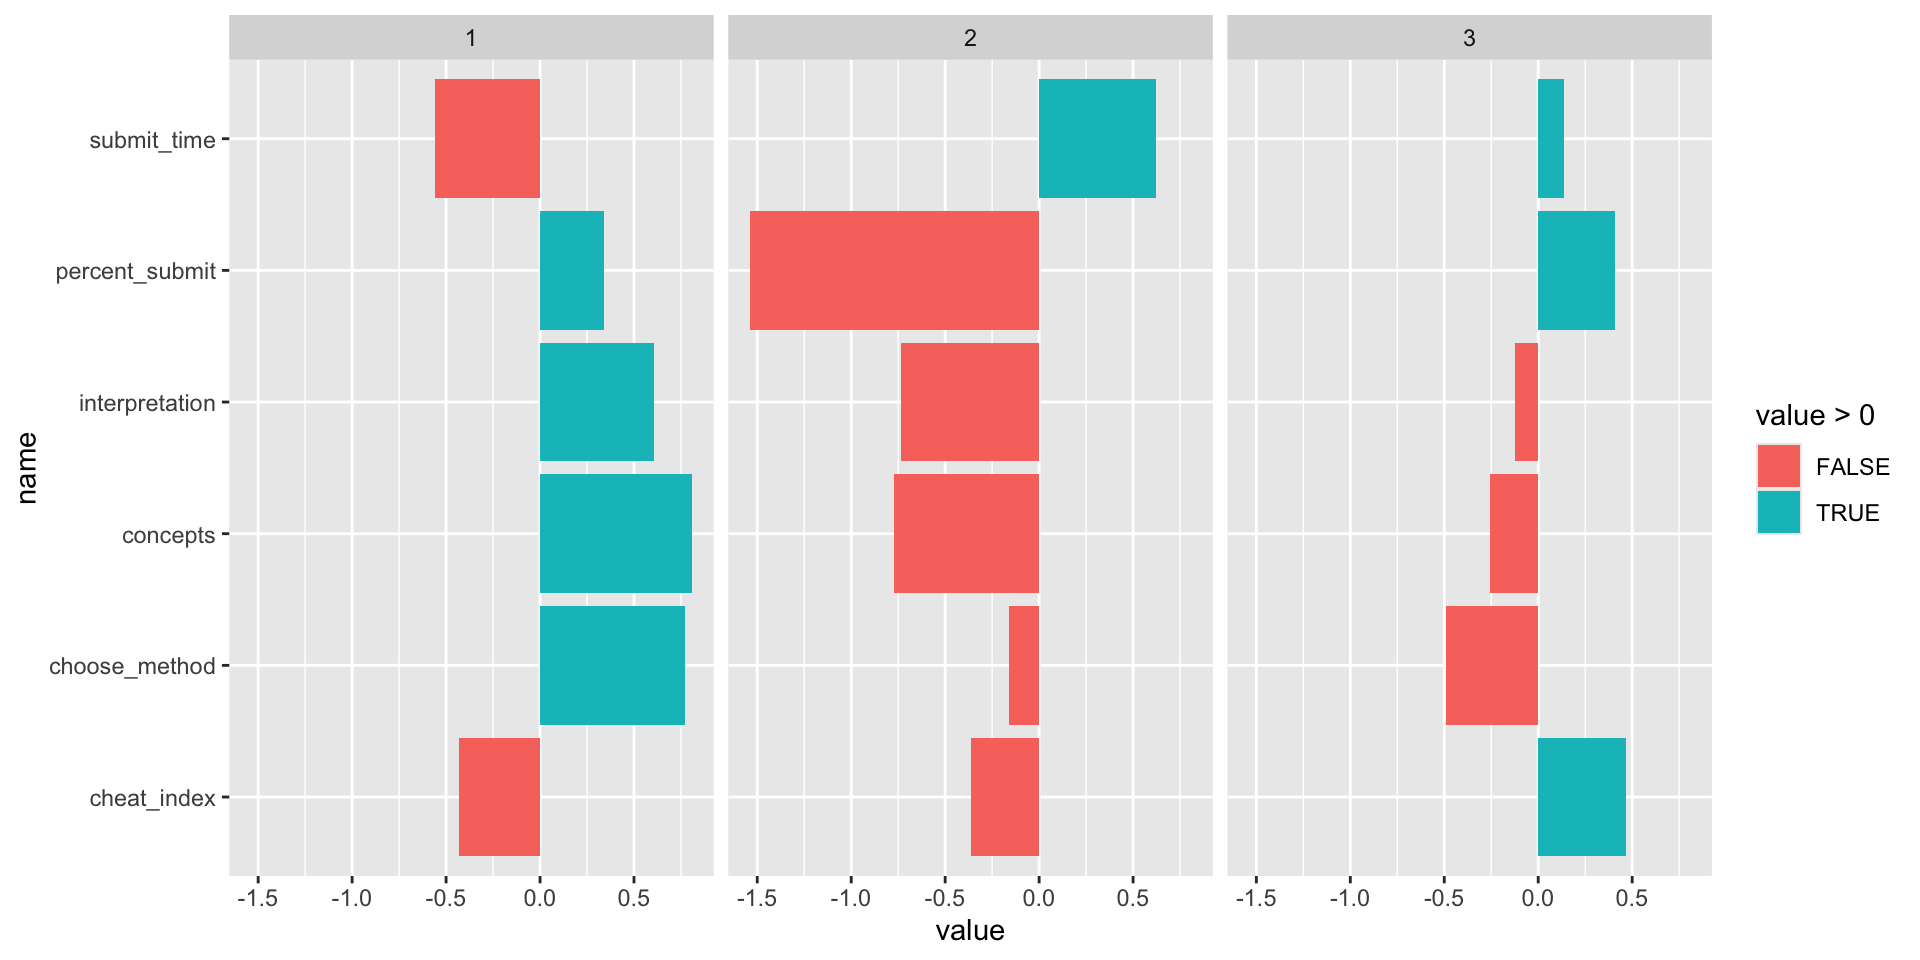 1 2 3
submit_time
percent_submit
interpretation
concepts
choose_method
cheat_index
name
-1.5 -1.0 -0.5 0.0 0.5 -1.5 -1.0 -0.5 0.0 0.5 -1.5 -1.0 -0.5 0.0 0.5
value
value > 0
FALSE
TRUE